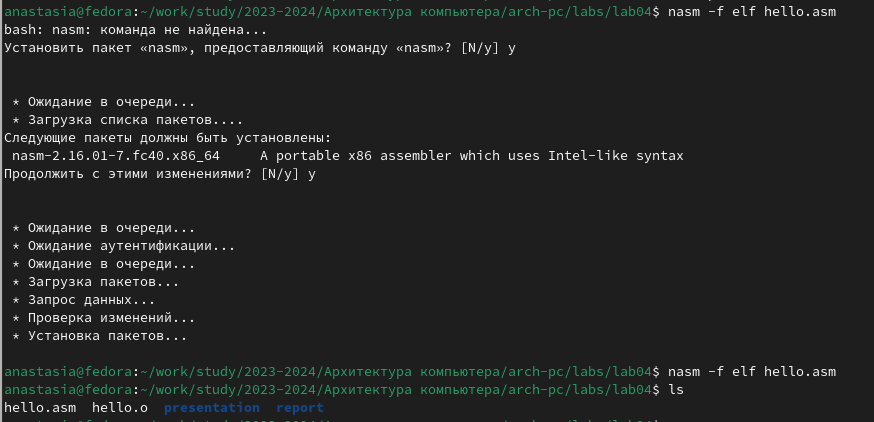 anastasia@fedora:~/work/study/2023-2024/Архитектура компьютера/arch-pc/labs/lab04$ nasm -f elf hello.asm
bash: nasm: команда не найдена...
Установить пакет «nasm», предоставляющий команду «nasm»? [N/y] y
* Ожидание в очереди...
* Загрузка списка пакетов....
Следующие пакеты должны быть установлены:
nasm-2.16.01-7.fc40.x86_64     A portable x86 assembler which uses Intel-like syntax
Продолжить с этими изменениями? [N/y] y
* Ожидание в очереди...
* Ожидание аутентификации...
* Ожидание в очереди...
* Загрузка пакетов...
* Запрос данных...
* Проверка изменений...
* Установка пакетов...
anastasia@fedora:~/work/study/2023-2024/Архитектура компьютера/arch-pc/labs/lab04$ nasm -f elf hello.asm
anastasia@fedora:~/work/study/2023-2024/Архитектура компьютера/arch-pc/labs/lab04$ ls
hello.asm  hello.o  presentation  report